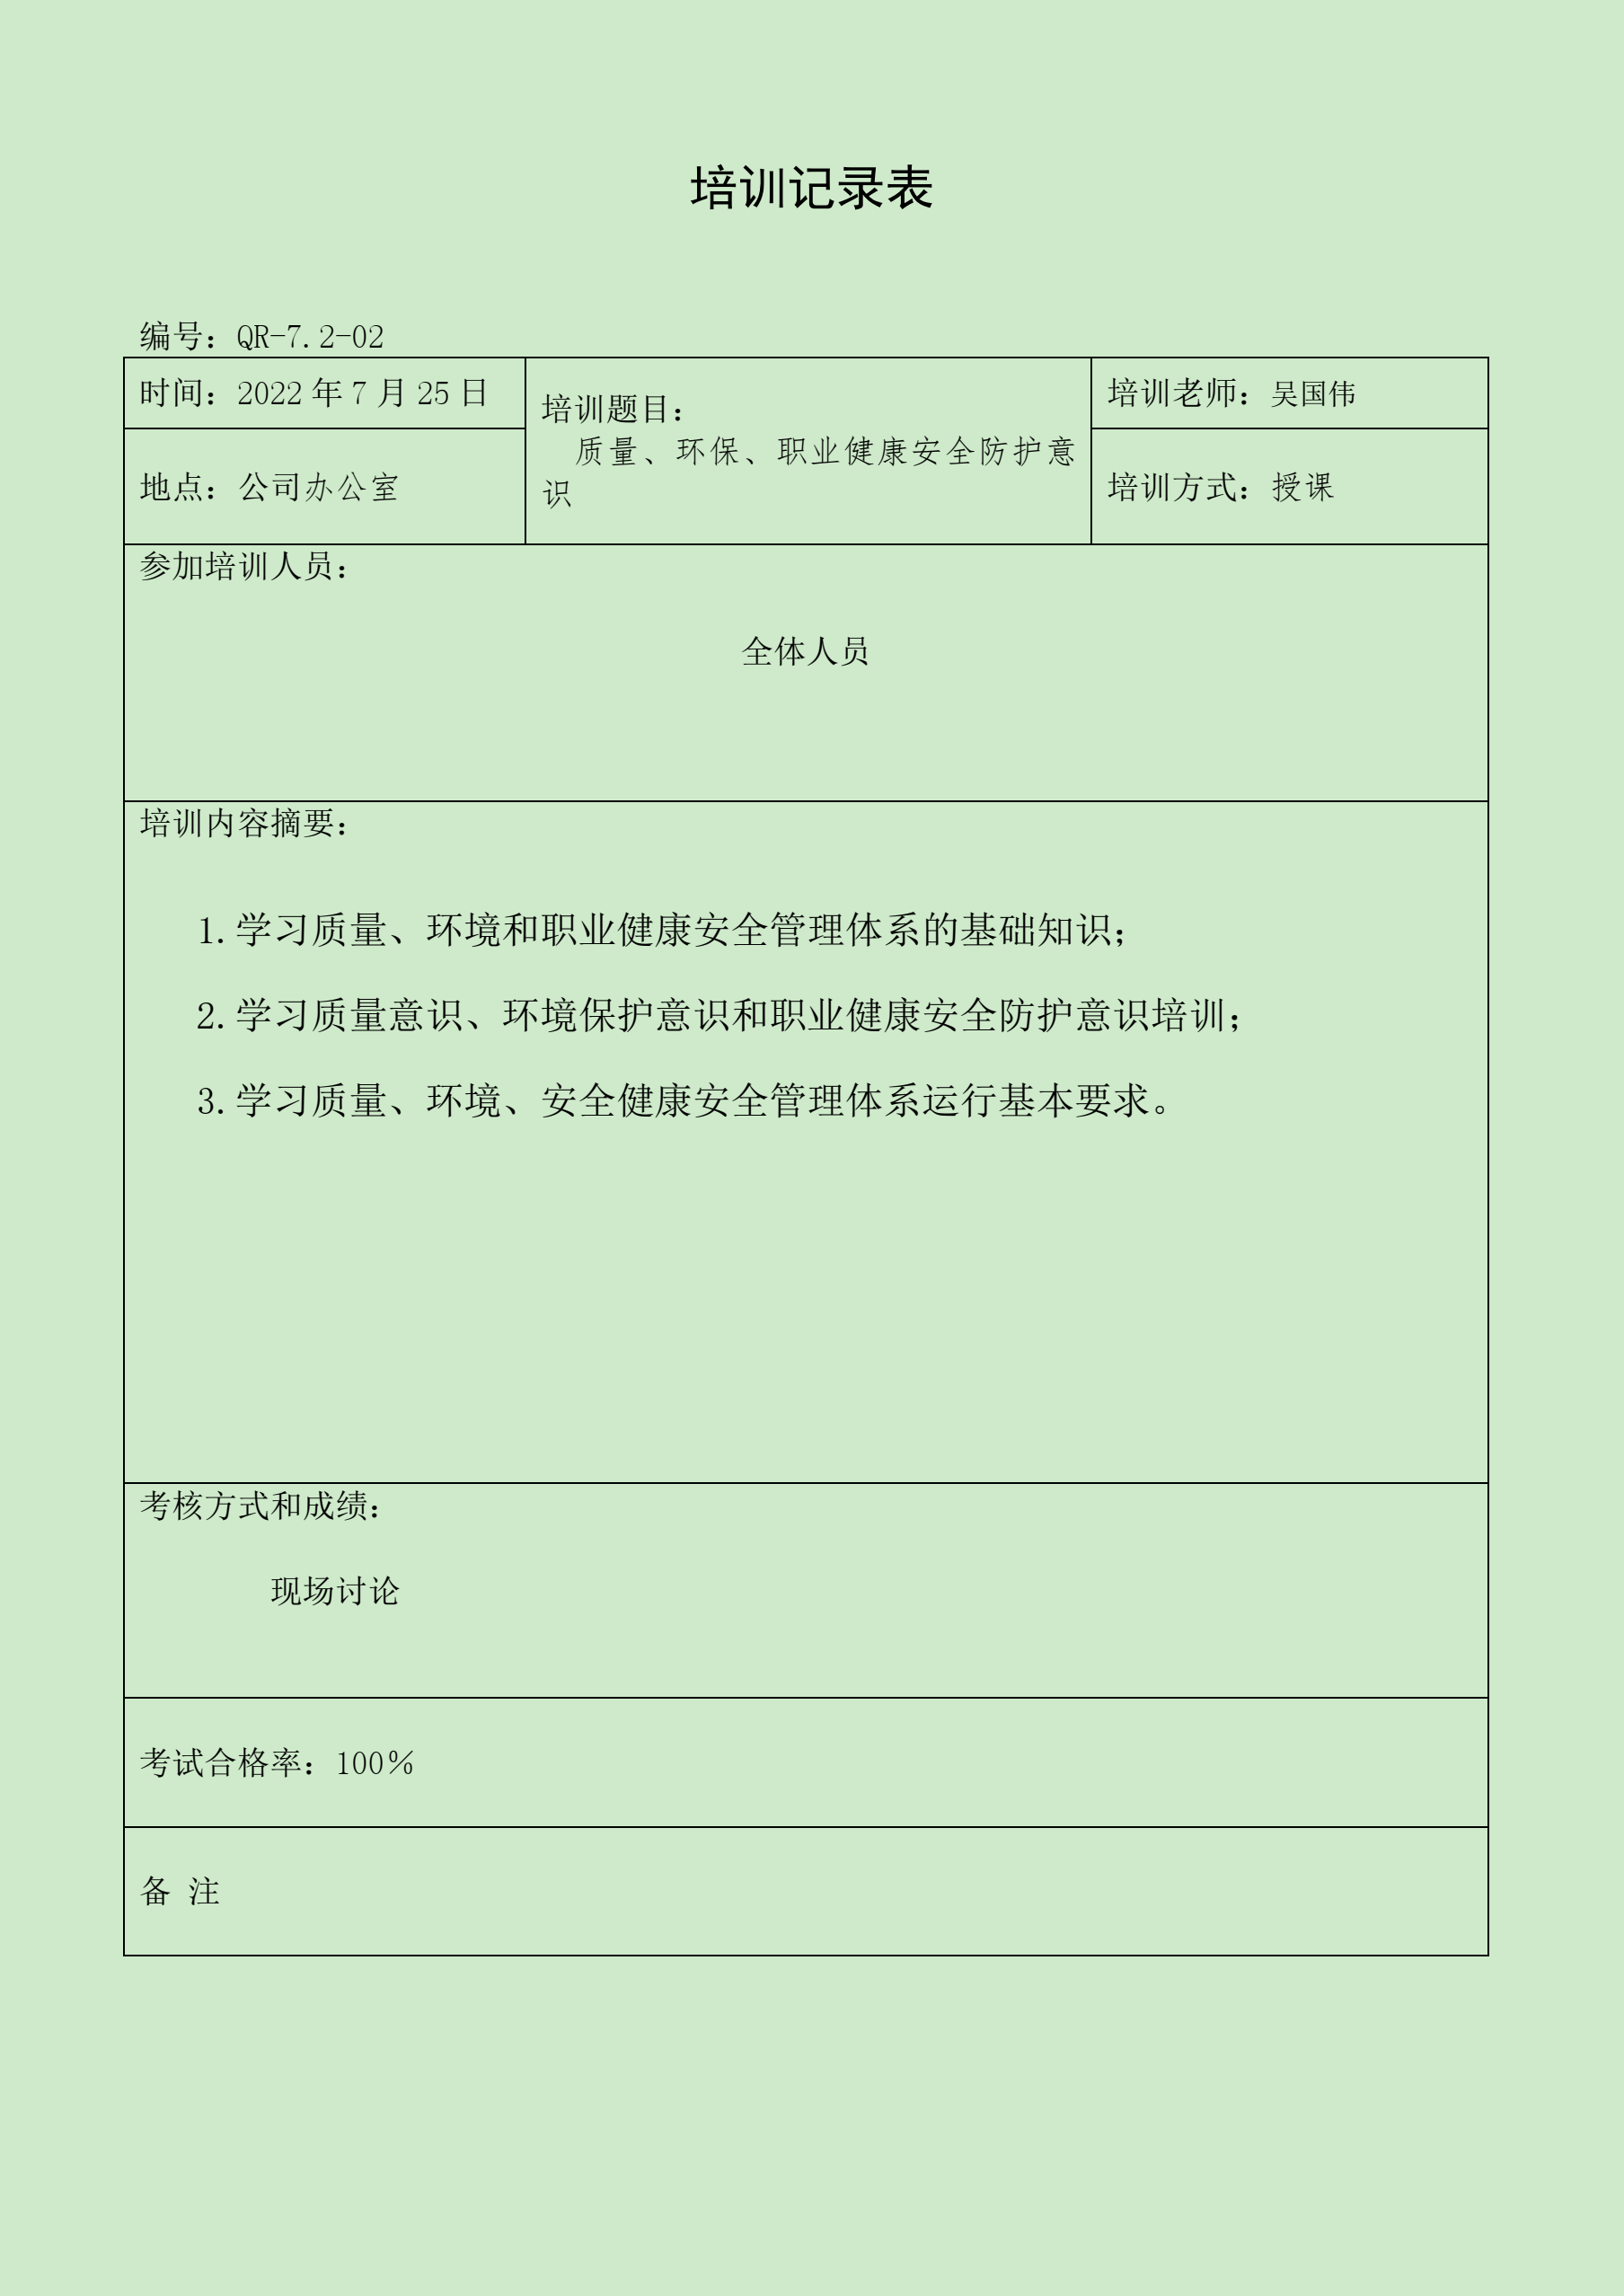 培训记录表
编号：QR-7.2-02
时间：2022年7月25日
培训题目：
质量、环保、职业健康安全防护意
识
培训老师：吴国伟
地点：公司办公室
培训方式：授课
参加培训人员：
全体人员
培训内容摘要：
1.学习质量、环境和职业健康安全管理体系的基础知识；
2.学习质量意识、环境保护意识和职业健康安全防护意识培训；
3.学习质量、环境、安全健康安全管理体系运行基本要求。
考核方式和成绩：
现场讨论
考试合格率：100%
备 注